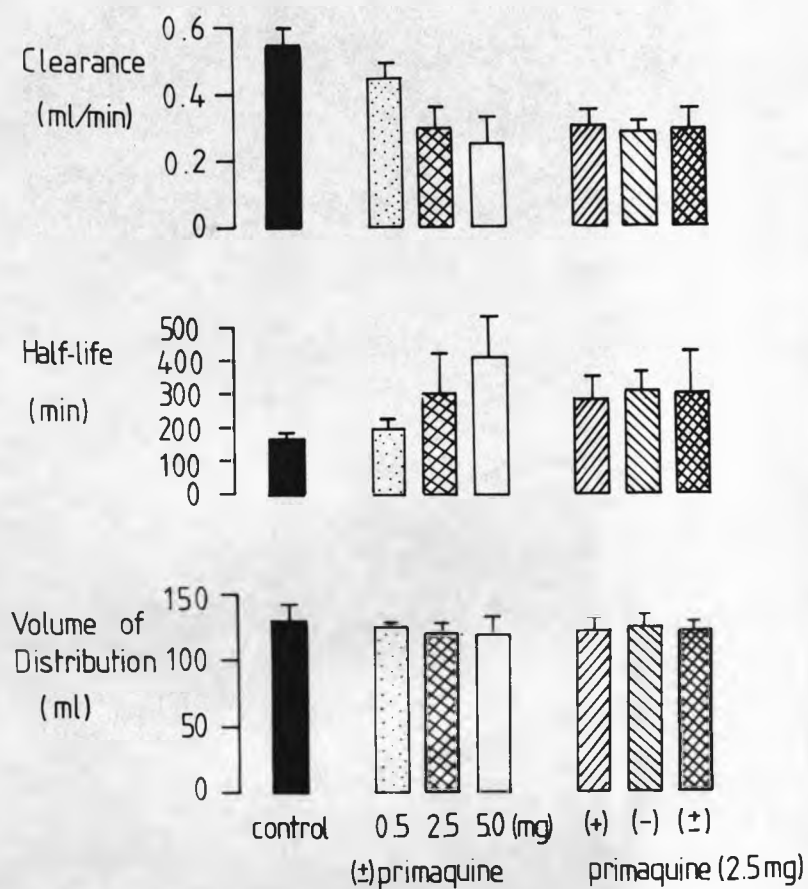 Clearance
(ml/min)
0.6
0.4
0.2
0
Half-life
(min)
500
400
300
200
100
0
Volume of
Distribution
(ml)
150
100
50
0
control 0.5 2.5 5.0 (mg) (+) (-) (±)
(±)primaquine primaquine (2.5mg)